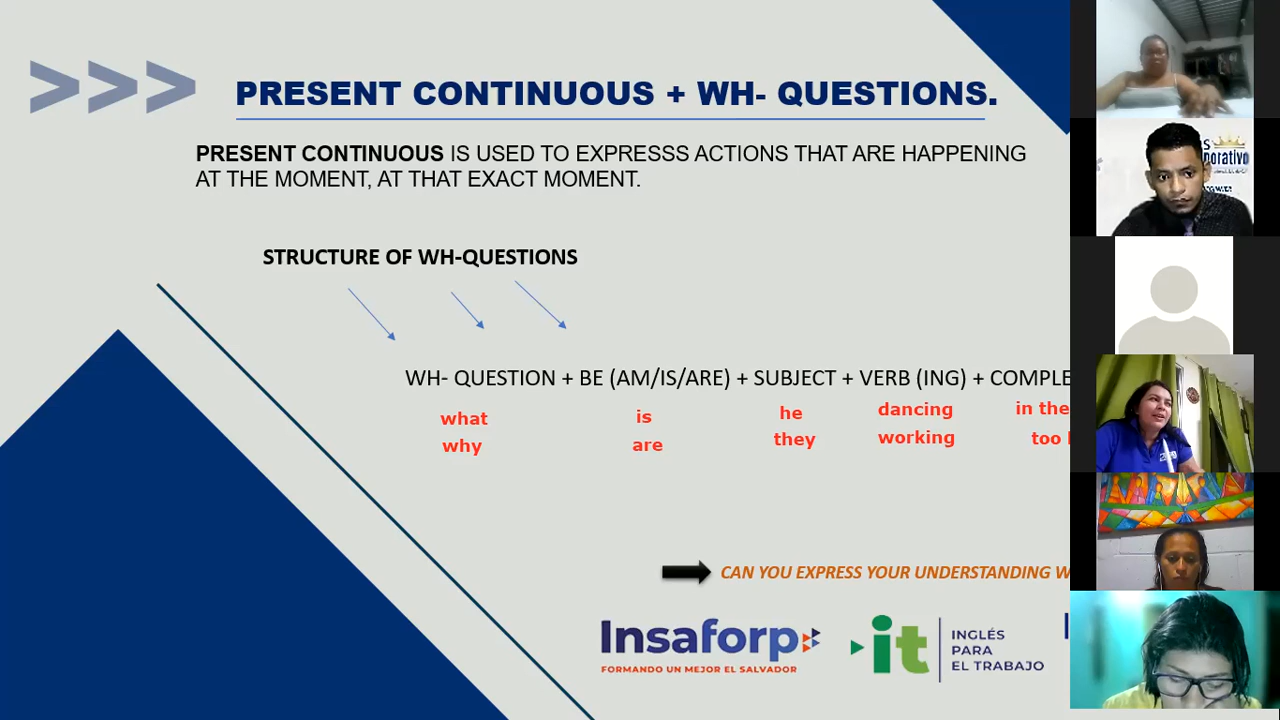 >>> PRESENT CONTINUOUS + WH- QUESTIONS.
PRESENT CONTINUOUS IS USED TO EXPRESSS ACTIONS THAT ARE HAPPENING
AT THE MOMENT, AT THAT EXACT MOMENT.
STRUCTURE OF WH-QUESTIONS
WH- QUESTION + BE (AM/IS/ARE) + SUBJECT + VERB (ING) + COMPLE
what is he dancing in the
why are they working too
CAN YOU EXPRESS YOUR UNDERSTANDING W
Insaforp
FORMANDO UN MEJOR EL SALVADOR
it
INGLÉS
PARA
EL TRABAJO